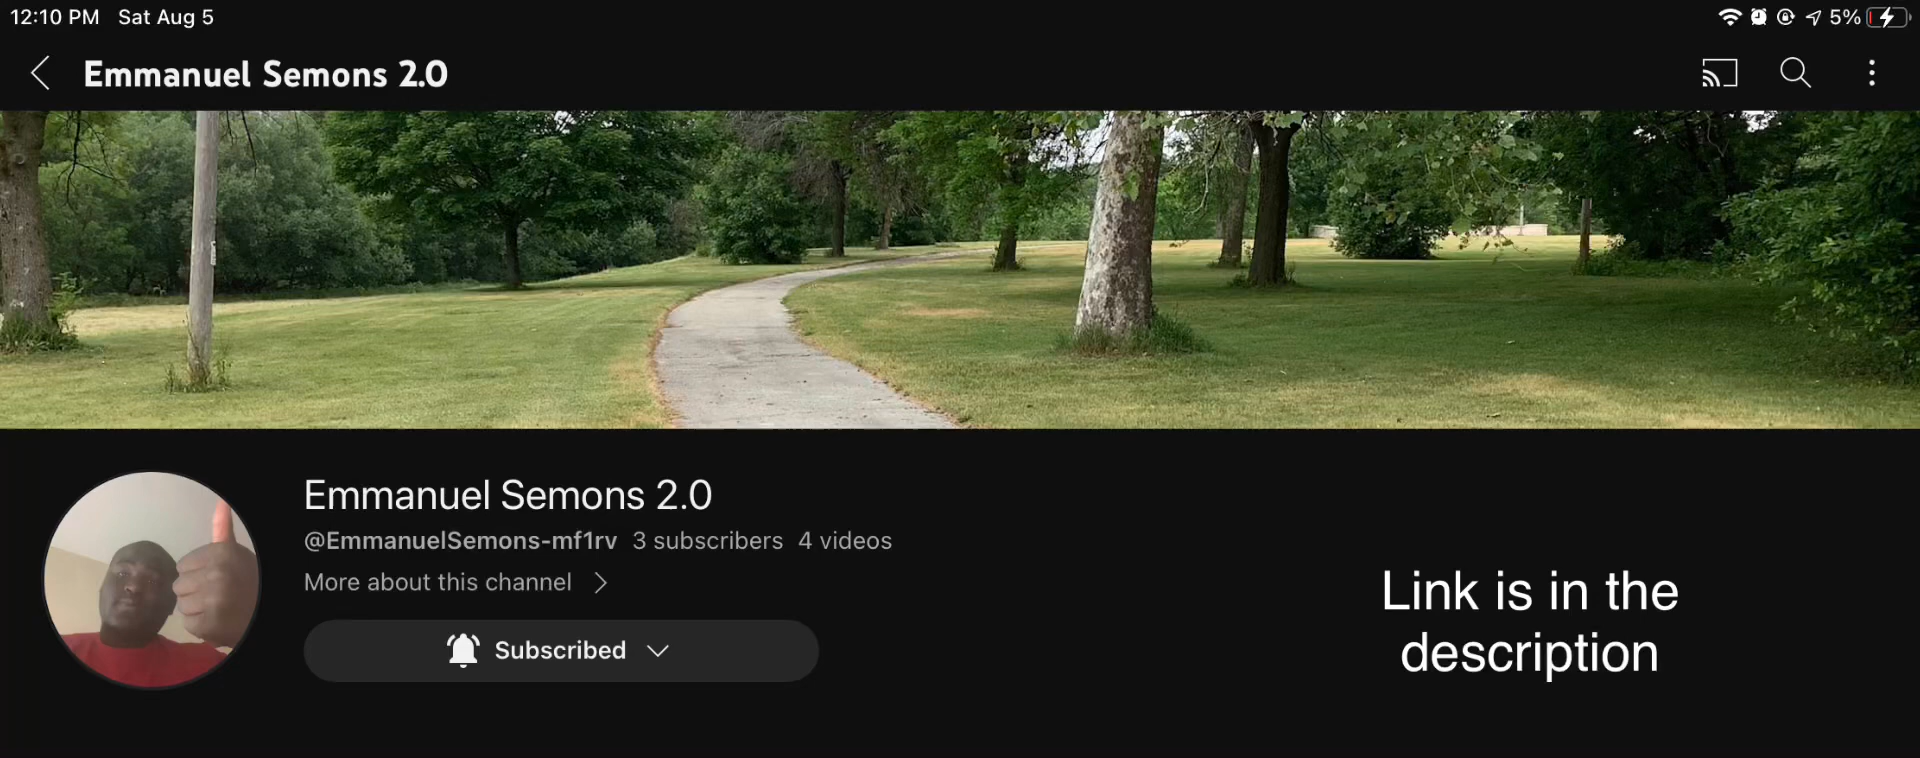 12:10 PM Sat Aug 5
5%
Emmanuel Semons 2.0
Emmanuel Semons 2.0
@EmmanuelSemons-mf1rv 3 subscribers 4 videos
More about this channel
Subscribed
Link is in the
description